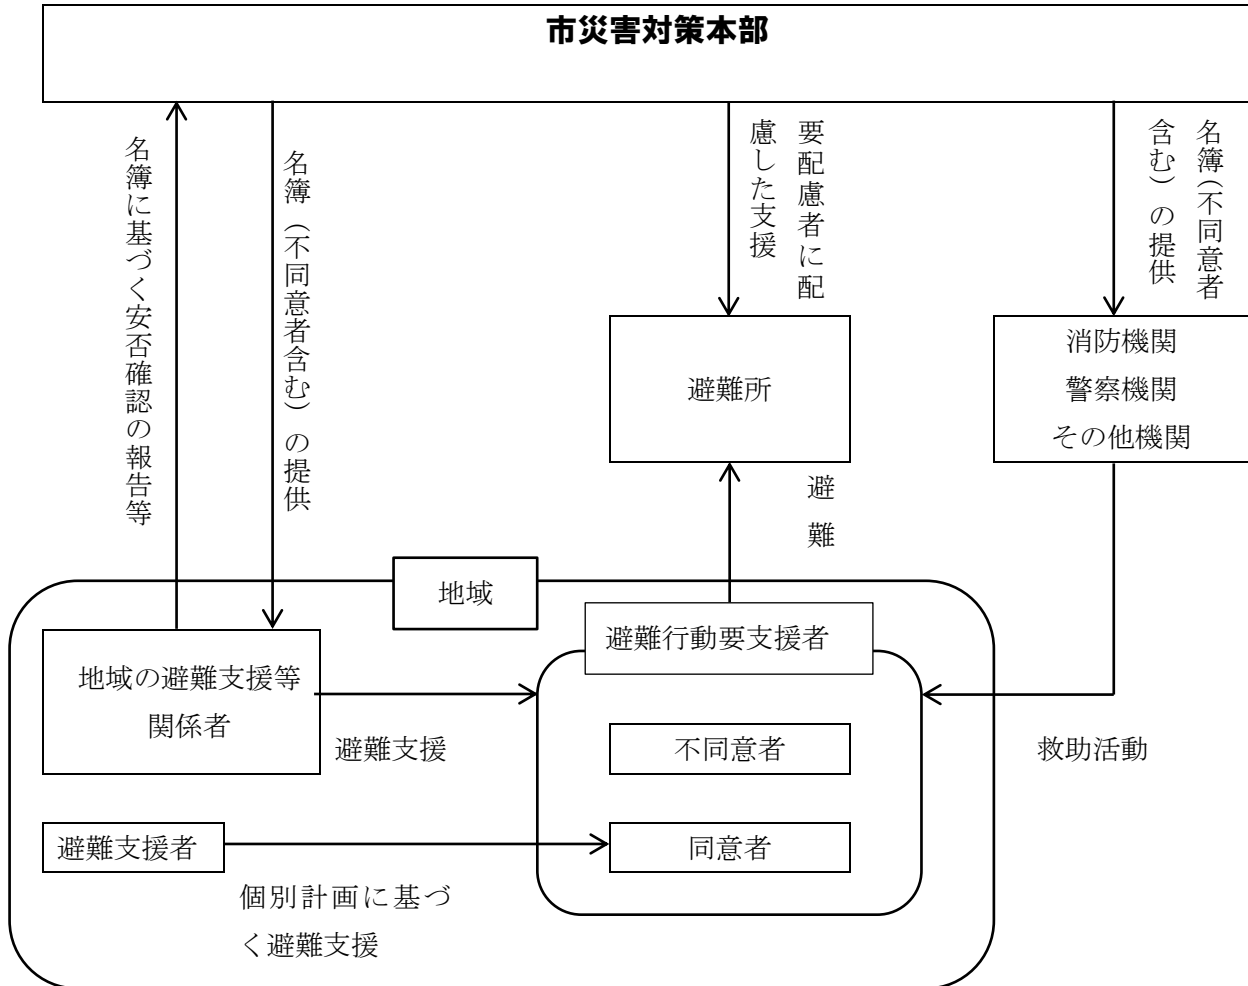 市災害対策本部
名簿に基づく安否確認の報告等
名簿（不同意者含む）の提供
要配慮者に配
慮した支援
名簿（不同意者
含む）の提供
避難所
消防機関
警察機関
その他機関
避
難
地域
避難行動要支援者
地域の避難支援等
関係者
避難支援
不同意者
救助活動
避難支援者
同意者
個別計画に基づ
く避難支援